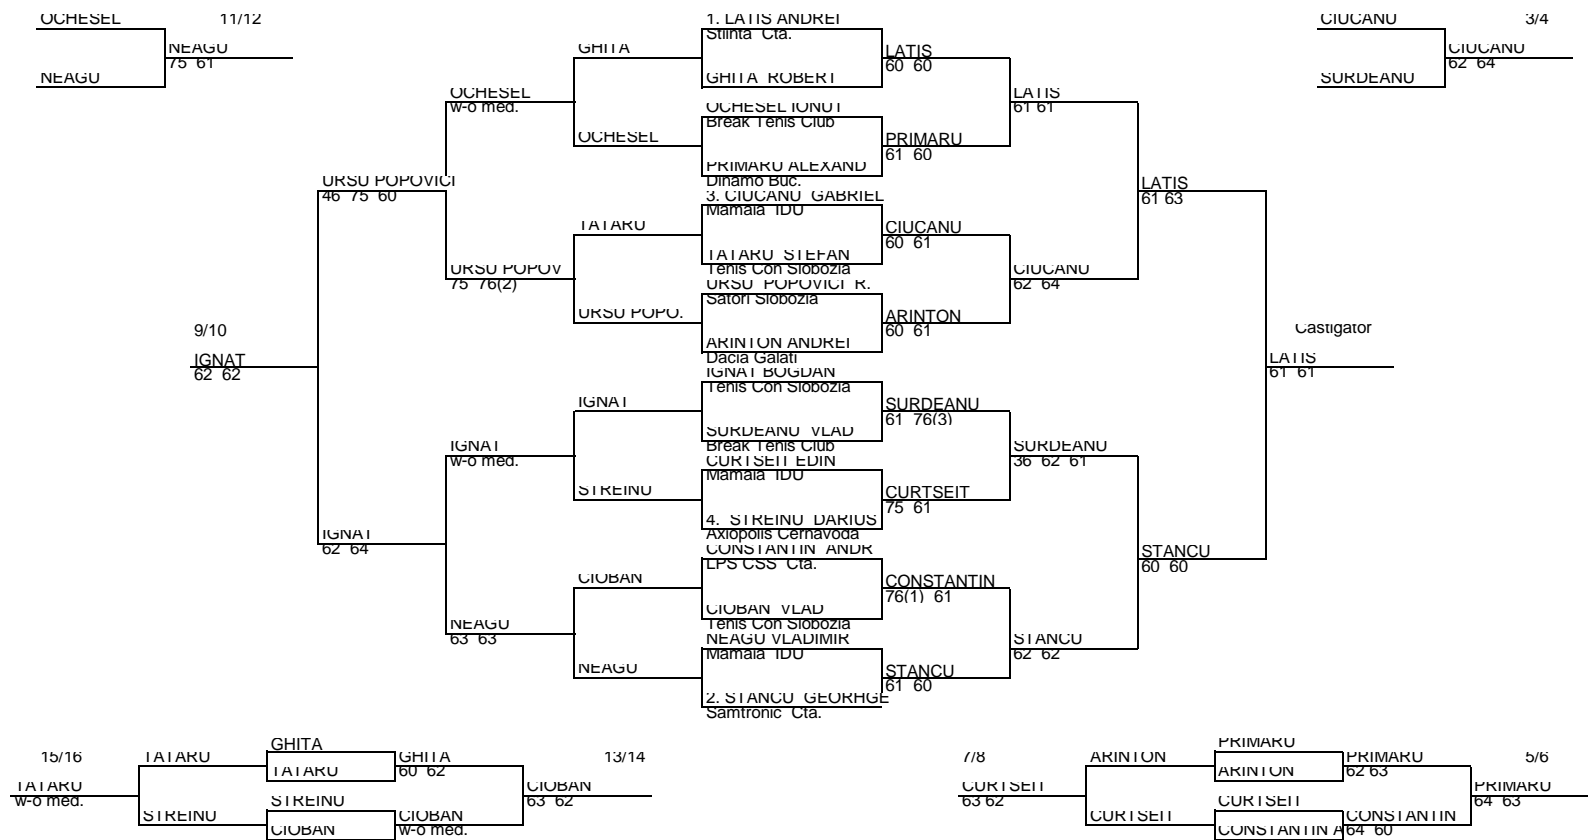 OCHESEL
11/12
NEAGU
75 61
NEAGU
CIUCANU
3/4
CIUCANU
62 64
SURDEANU
1. LATIS ANDREI
Stiinta Cta.
GHITA ROBERT
OCHESEL IONUT
Break Tenis Club
PRIMARU ALEXAND
Dinamo Buc.
3. CIUCANU GABRIEL
Mamaia IDU
TATARU STEFAN
Tenis Con Slobozia
URSU POPOVICI R.
Satori Slobozia
ARINTON ANDREI
Dacia Galati
IGNAT BOGDAN
Tenis Con Slobozia
SURDEANU VLAD
Break Tenis Club
CURTSEIT EDIN
Mamaia IDU
4. STREINU DARIUS
Axiopolis Cernavoda
CONSTANTIN ANDR
LPS CSS Cta.
CIOBAN VLAD
Tenis Con Slobozia
NEAGU VLADIMIR
Mamaia IDU
2. STANCU GEORHGE
Samtronic Cta.
LATIS
60 60
PRIMARU
61 60
CIUCANU
60 61
ARINTON
60 61
SURDEANU
61 76(3)
CURTSEIT
75 61
CONSTANTIN
76(1) 61
STANCU
61 60
LATIS
61 61
CIUCANU
62 64
SURDEANU
36 62 61
STANCU
62 62
LATIS
61 63
STANCU
60 60
Castigator
LATIS
61 61
GHITA
OCHESEL
TATARU
URSU POPO.
IGNAT
STREINU
CIOBAN
NEAGU
OCHESEL
w-o med.
URSU POPOV
75 76(2)
IGNAT
w-o med.
NEAGU
63 63
URSU POPOVICI
46 75 60
IGNAT
62 64
9/10
IGNAT
62 62
15/16
TATARU
w-o med.
TATARU
STREINU
GHITA
TATARU
STREINU
CIOBAN
GHITA
60 62
CIOBAN
w-o med.
13/14
CIOBAN
63 62
7/8
CURTSEIT
63 62
ARINTON
CURTSEIT
PRIMARU
ARINTON
CURTSEIT
CONSTANTIN A
PRIMARU
62 63
CONSTANTIN
64 60
5/6
PRIMARU
64 63